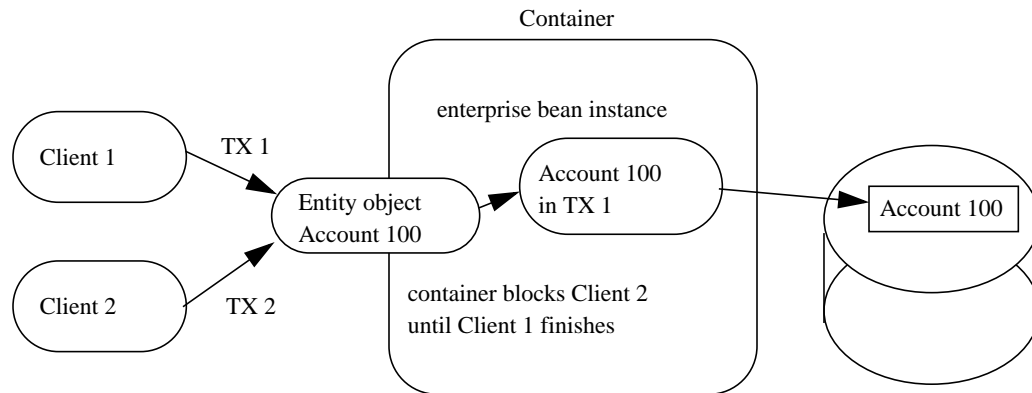 Container
enterprise bean instance
Client 1
TX 1
Entity object
Account 100
Account 100
in TX 1
Account 100
Client 2
TX 2
container blocks Client 2
until Client 1 finishes